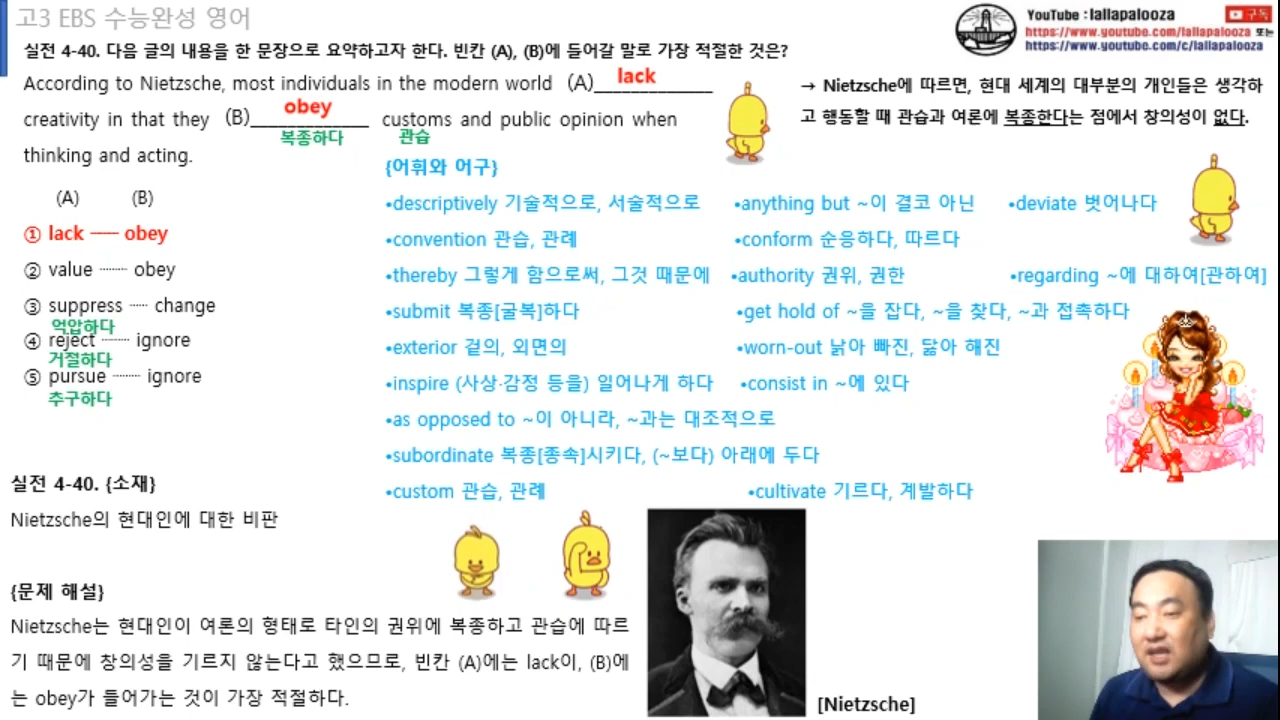 고3 EBS 수능완성 영어
YouTube : lallapalooza
구독
https://www.youtube.com/lallapalooza 또는
https://www.youtube.com/c/lallapalooza
실전 4-40. 다음 글의 내용을 한 문장으로 요약하고자 한다. 빈칸 (A), (B)에 들어갈 말로 가장 적절한 것은?
According to Nietzsche, most individuals in the modern world (A) lack
creativity in that they (B) obey customs and public opinion when
복종하다 관습
thinking and acting.
→ Nietzsche에 따르면, 현대 세계의 대부분의 개인들은 생각하
고 행동할 때 관습과 여론에 복종한다는 점에서 창의성이 없다.
(A) (B)
① lack ······ obey
② value ······ obey
③ suppress ······ change
억압하다
④ reject ······ ignore
거절하다
⑤ pursue ······ ignore
추구하다
{어휘와 어구}
•descriptively 기술적으로, 서술적으로 •anything but ~이 결코 아닌 •deviate 벗어나다
•convention 관습, 관례 •conform 순응하다, 따르다
•thereby 그렇게 함으로써, 그것 때문에 •authority 권위, 권한 •regarding ~에 대하여[관하여]
•submit 복종[굴복]하다 •get hold of ~을 잡다, ~을 찾다, ~과 접촉하다
•exterior 겉의, 외면의 •worn-out 낡아 빠진, 닳아 해진
•inspire (사상·감정 등을) 일어나게 하다 •consist in ~에 있다
•as opposed to ~이 아니라, ~과는 대조적으로
•subordinate 복종[종속]시키다, (~보다) 아래에 두다
•custom 관습, 관례 •cultivate 기르다, 계발하다
실전 4-40. {소재}
Nietzsche의 현대인에 대한 비판
{문제 해설}
Nietzsche는 현대인이 여론의 형태로 타인의 권위에 복종하고 관습에 따르
기 때문에 창의성을 기르지 않는다고 했으므로, 빈칸 (A)에는 lack이, (B)에
는 obey가 들어가는 것이 가장 적절하다.
[Nietzsche]